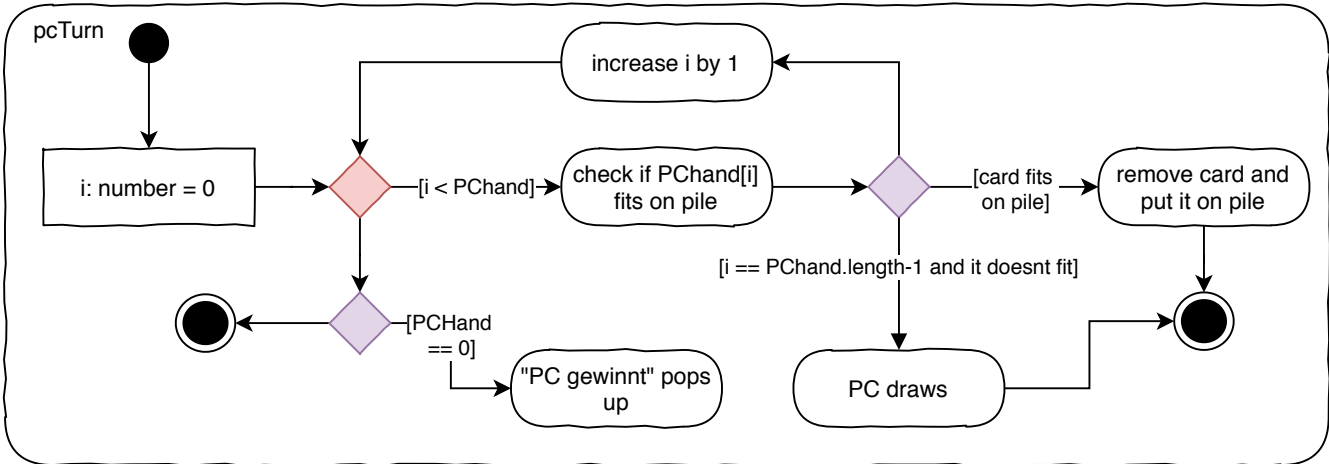 pcTurn
increase i by 1
i: number = 0
[i < PChand]
check if PChand[i]
fits on pile
[card fits
on pile]
remove card and
put it on pile
[i == PChand.length-1 and it doesnt fit]
[PCHand
== 0]
"PC gewinnt" pops
up
PC draws